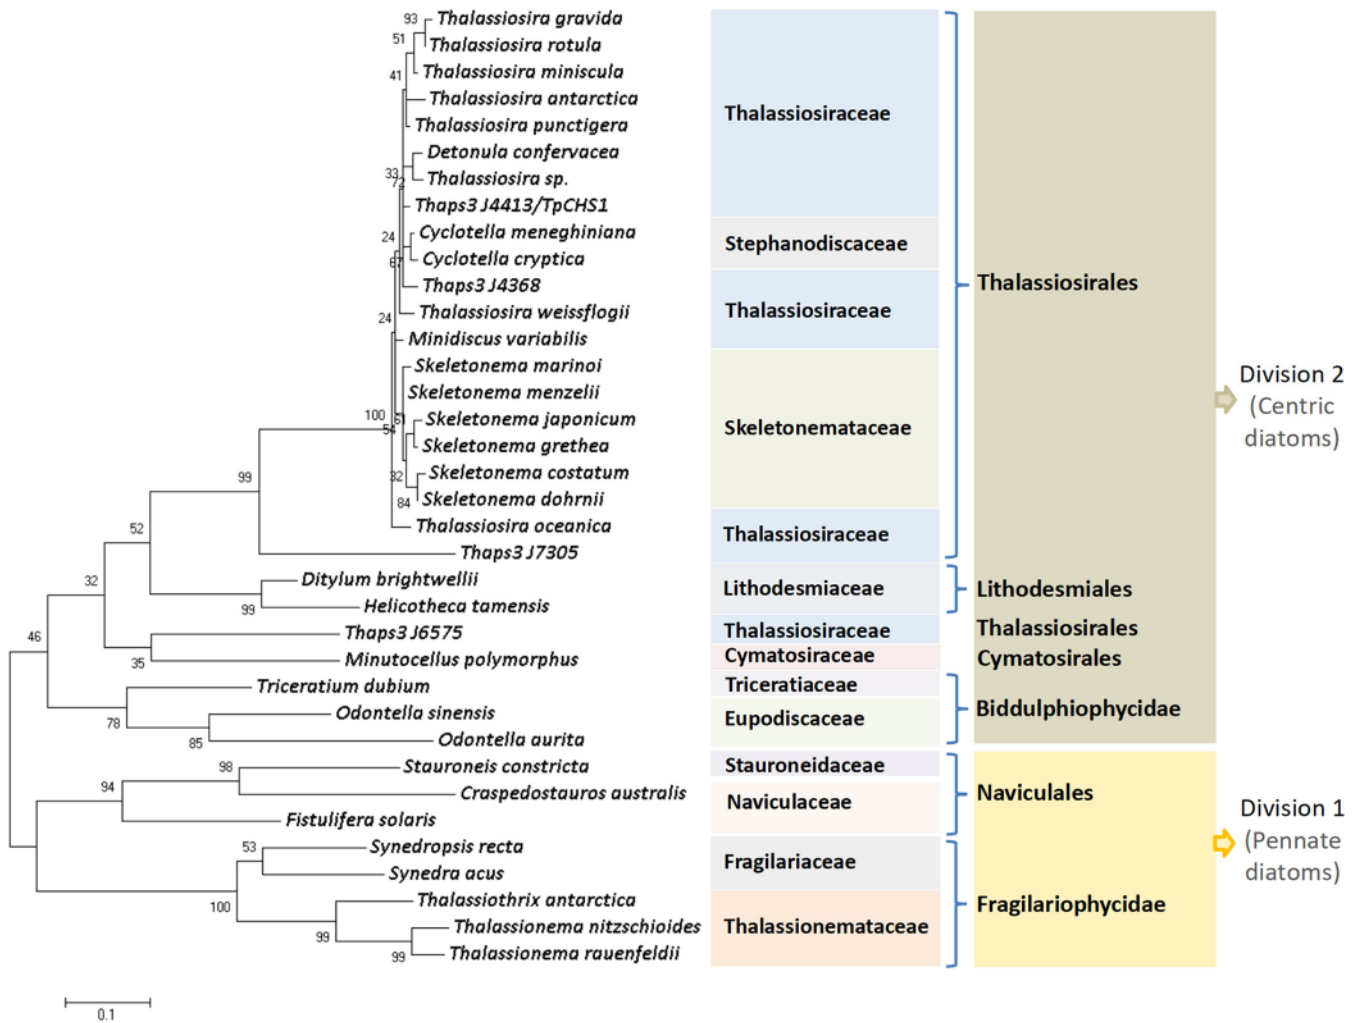 93 Thalassiosira gravida
51 Thalassiosira rotula
41 Thalassiosira miniscula
Thalassiosira antarctica
Thalassiosira punctigera
Thalassiosiraceae
Detonula confervacea
33 72 Thalassiosira sp.
Thaps3 J4413/TpCHS1
24 Cyclotella meneghiniana
Stephanodiscaceae
67 Cyclotella cryptica
Thaps3 J4368
Thalassiosirales
24 Thalassiosira weissflogii
Thalassiosiraceae
Minidiscus variabilis
Skeletonema marinoi
Skeletonema menzelii
100 61 54 Skeletonema japonicum
Skeletonemataceae
Skeletonema grethea
32 Skeletonema costatum
84 Skeletonema dohrnii
99
Thalassiosira oceanica
Thalassiosiraceae
52
Thaps3 J7305
Division 2
(Centric
diatoms)
32
Ditylum brightwellii
Lithodesmiaceae
Lithodesmiales
99 Helicotheca tamensis
46
Thaps3 J6575
Thalassiosiraceae
Thalassiosirales
35 Minutocellus polymorphus
Cymatosiraceae
Cymatosirales
Triceratium dubium
Triceratiaceae
78
Odontella sinensis
Eupodiscaceae
Biddulphiophycidae
85 Odontella aurita
98 Stauroneis constricta
Stauroneidaceae
94
Craspedostauros australis
Naviculaceae
Naviculales
Fistulifera solaris
Division 1
(Pennate
diatoms)
53 Synedropsis recta
Fragilariaceae
Synedra acus
100
Thalassiothrix antarctica
Fragilariophycidae
99 Thalassionema nitzschioides
Thalassionemataceae
99 Thalassionema rauenfeldii
0.1